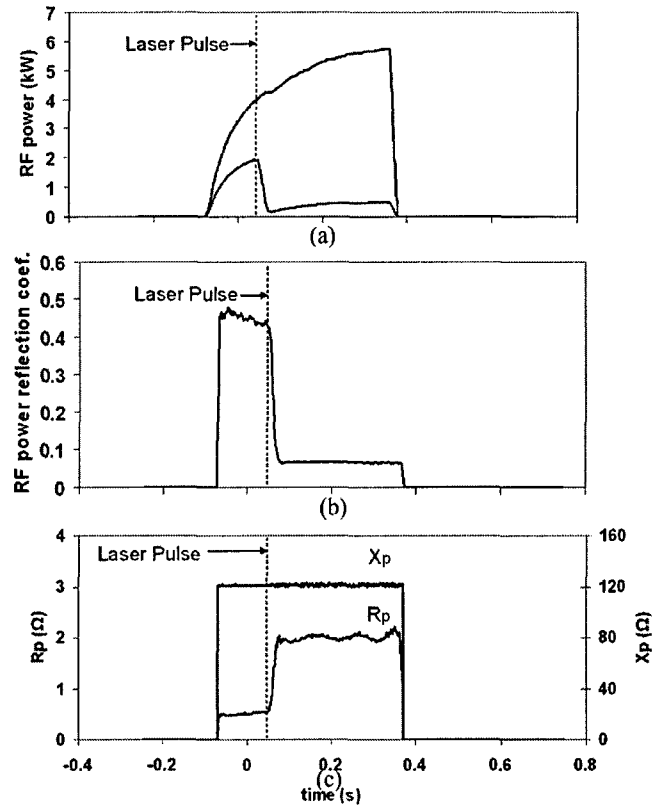 7
6
5
4
3
2
1
0
RF power (kW)
Laser Pulse
(a)
0.6
0.5
0.4
0.3
0.2
0.1
0
RF power reflection coef.
Laser Pulse
(b)
4
3
2
1
0
Rp (Ω)
Laser Pulse
Xp
Rp
160
120
80
40
0
Xp (Ω)
-0.4 -0.2 0 0.2 0.4 0.6 0.8
(c)
time (s)